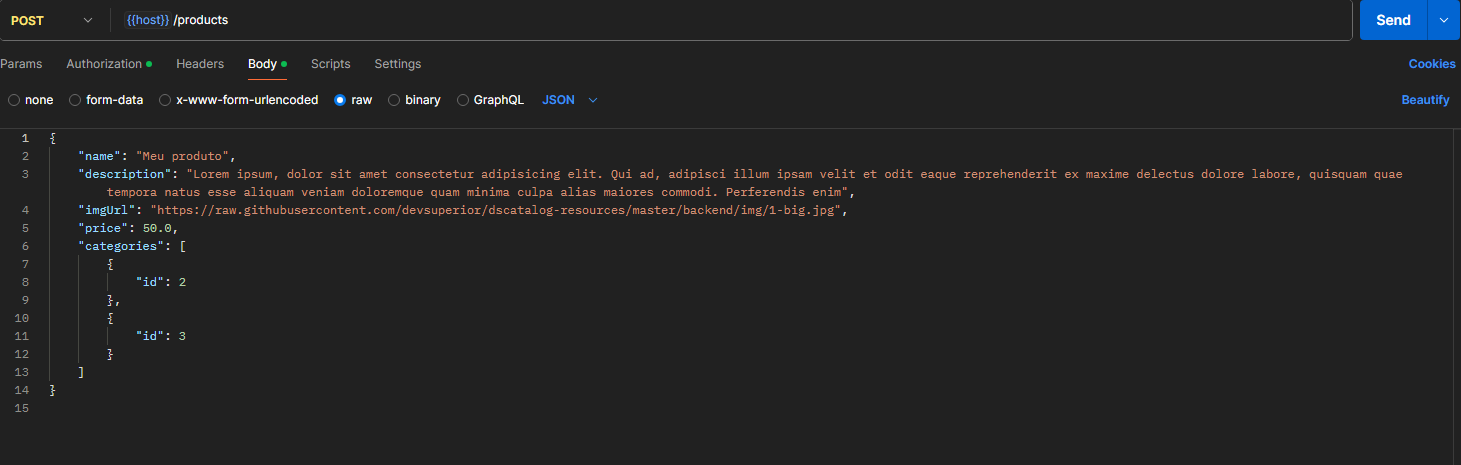 POST {{host}} /products Send
Params Authorization Headers Body Scripts Settings Cookies
none form-data x-www-form-urlencoded raw binary GraphQL JSON Beautify
1 {
2 "name": "Meu produto",
3 "description": "Lorem ipsum, dolor sit amet consectetur adipisicing elit. Qui ad, adipisci illum ipsam velit et odit eaque reprehenderit ex maxime delectus dolore labore, quisquam quae
tempora natus esse aliquam veniam doloremque quam minima culpa alias maiores commodi. Perferendis enim",
4 "imgUrl": "https://raw.githubusercontent.com/devsuperior/dscatalog-resources/master/backend/img/1-big.jpg",
5 "price": 50.0,
6 "categories": [
7 {
8 "id": 2
9 },
10 {
11 "id": 3
12 }
13 ]
14 }
15